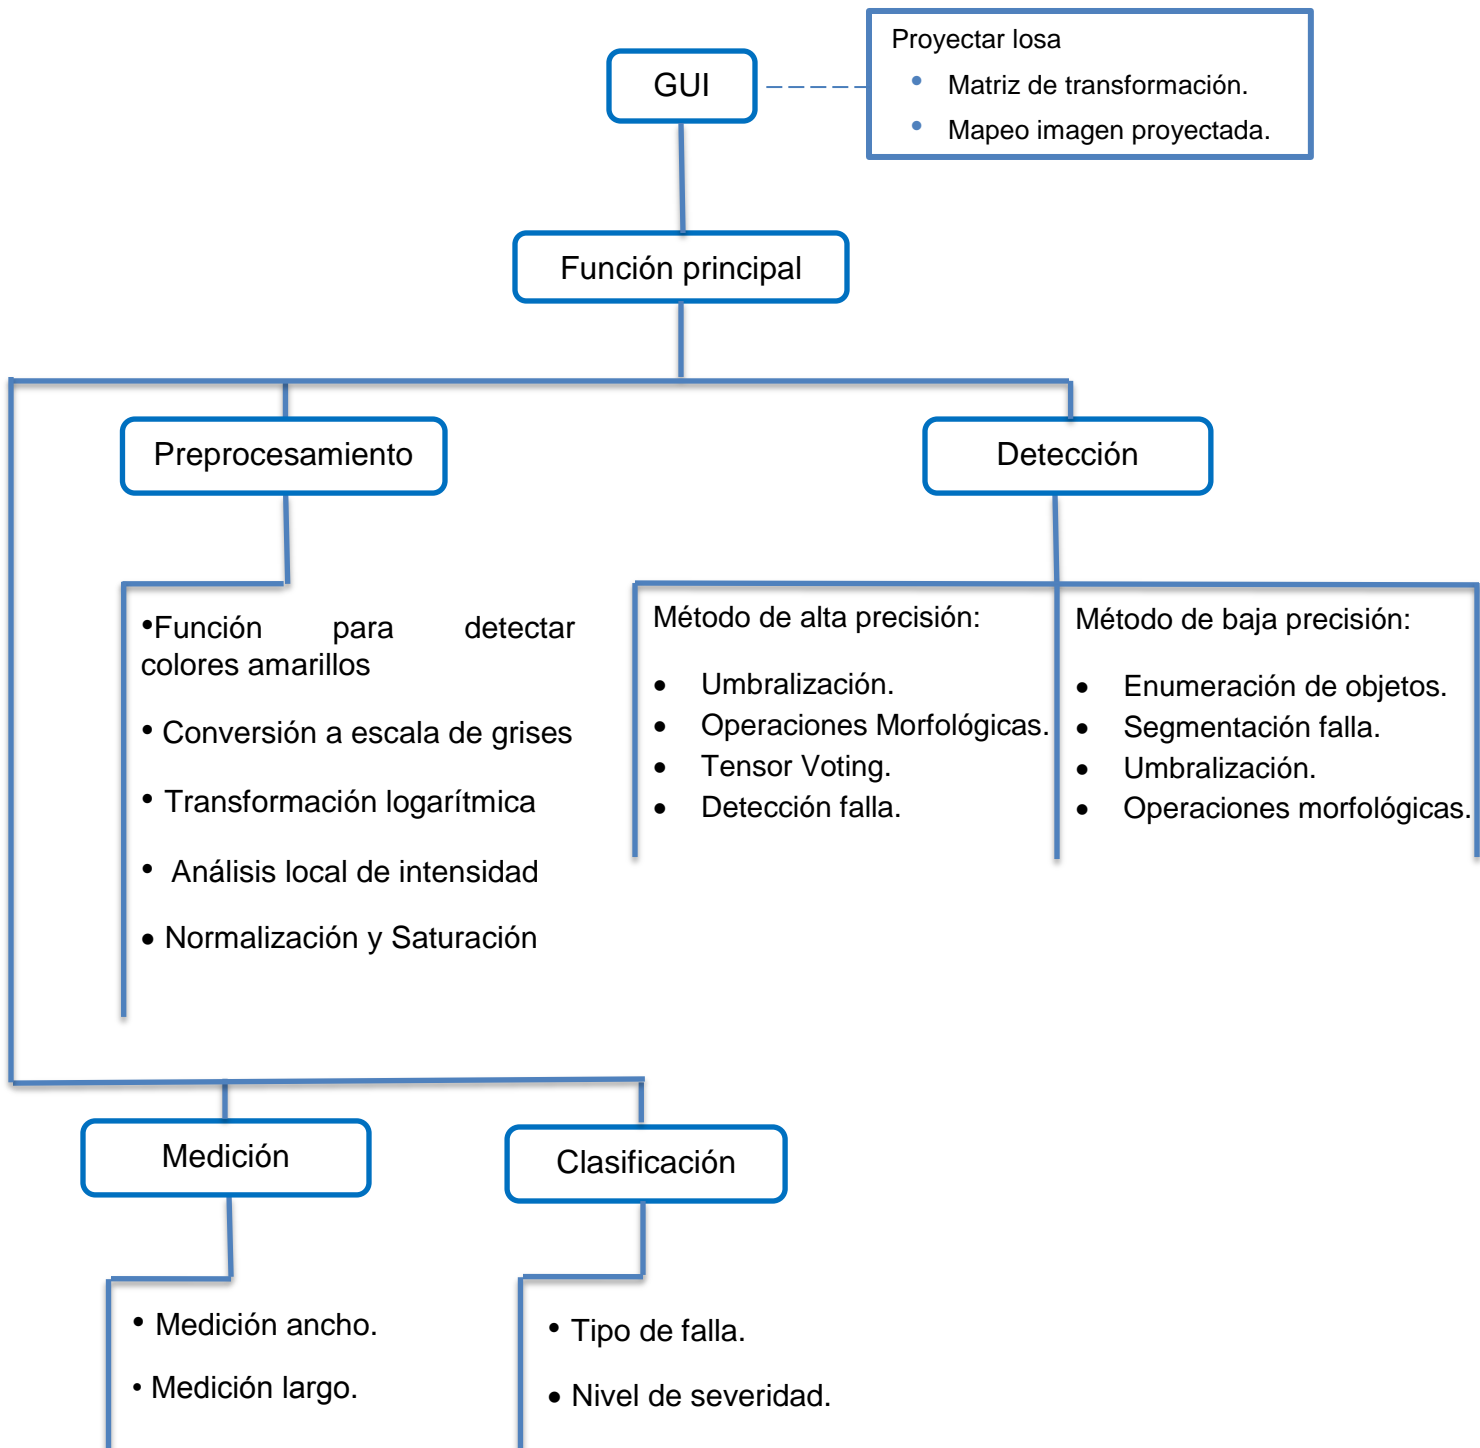 GUI
Proyectar losa
• Matriz de transformación.
• Mapeo imagen proyectada.
Función principal
Preprocesamiento
Detección
•Función para detectar
colores amarillos
• Conversión a escala de grises
• Transformación logarítmica
• Análisis local de intensidad
• Normalización y Saturación
Método de alta precisión:
• Umbralización.
• Operaciones Morfológicas.
• Tensor Voting.
• Detección falla.
Método de baja precisión:
• Enumeración de objetos.
• Segmentación falla.
• Umbralización.
• Operaciones morfológicas.
Medición
Clasificación
• Medición ancho.
• Medición largo.
• Tipo de falla.
• Nivel de severidad.